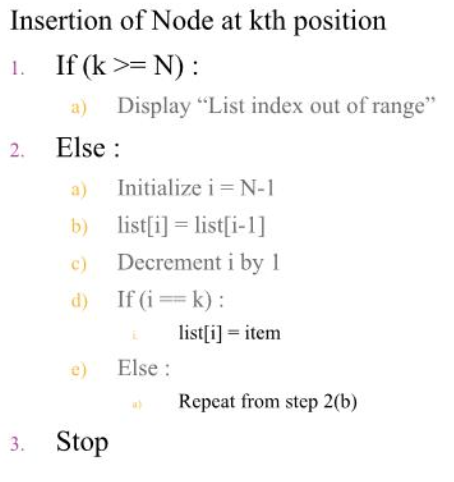 Insertion of Node at kth position
1. If (k >= N) :
a) Display “List index out of range”
2. Else :
a) Initialize i = N-1
b) list[i] = list[i-1]
c) Decrement i by 1
d) If (i == k) :
i. list[i] = item
e) Else :
a) Repeat from step 2(b)
3. Stop